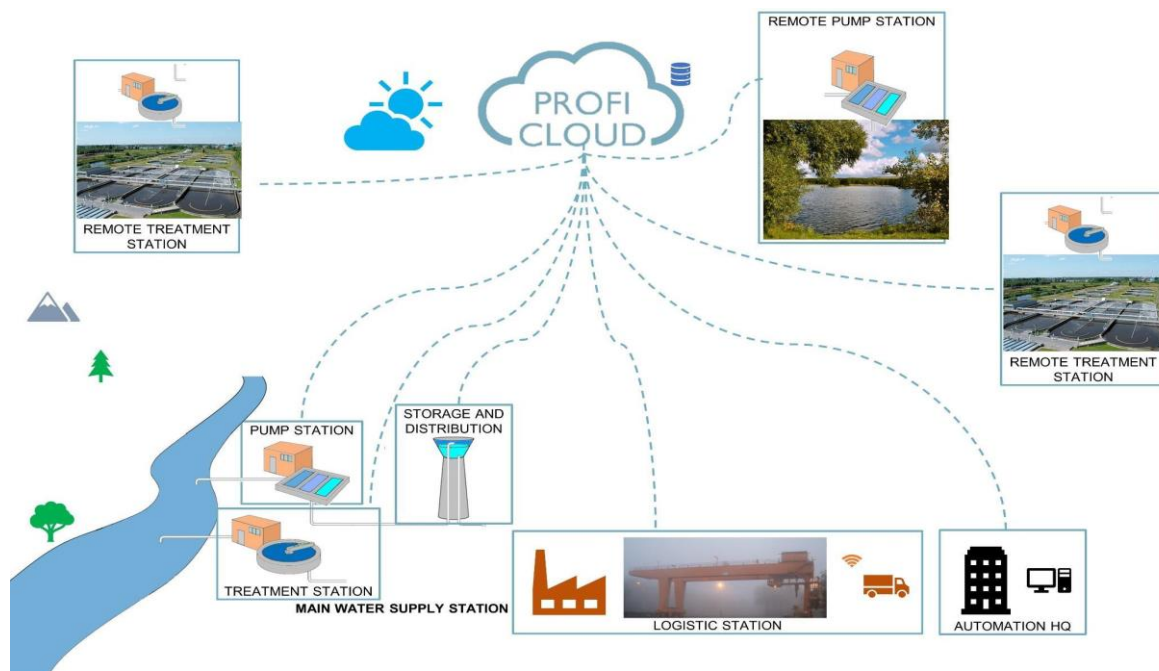 REMOTE PUMP STATION
PROFI
CLOUD
REMOTE TREATMENT
STATION
REMOTE TREATMENT
STATION
STORAGE AND
DISTRIBUTION
PUMP STATION
TREATMENT STATION
MAIN WATER SUPPLY STATION
LOGISTIC STATION
AUTOMATION HQ